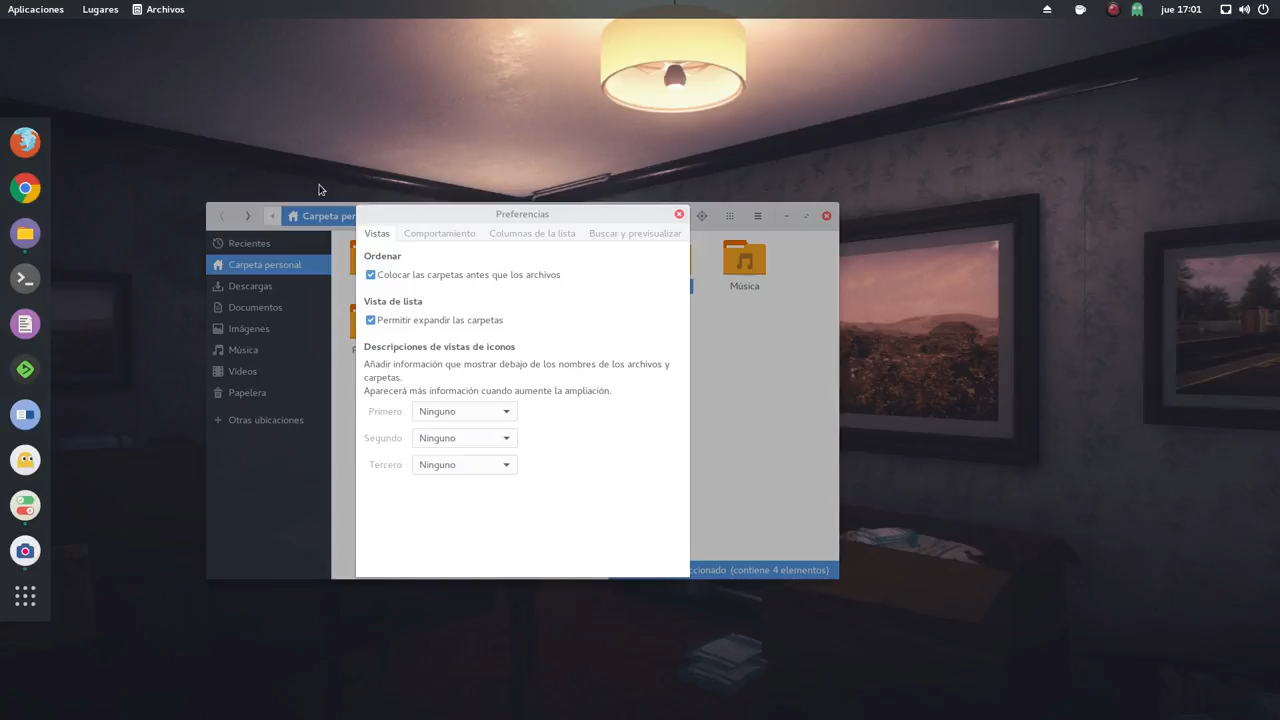 Aplicaciones Lugares Archivos jue 17:01
Carpeta per
Preferencias
Recientes
Carpeta personal
Descargas
Documentos
Imágenes
Música
Vídeos
Papelera
Otras ubicaciones
Vistas Comportamiento Columnas de la lista Buscar y previsualizar
Ordenar
Colocar las carpetas antes que los archivos
Vista de lista
Permitir expandir las carpetas
Descripciones de vistas de iconos
Añadir información que mostrar debajo de los nombres de los archivos y
carpetas.
Aparecerá más información cuando aumente la ampliación.
Primero Ninguno
Segundo Ninguno
Tercero Ninguno
Música
ccionado (contiene 4 elementos)